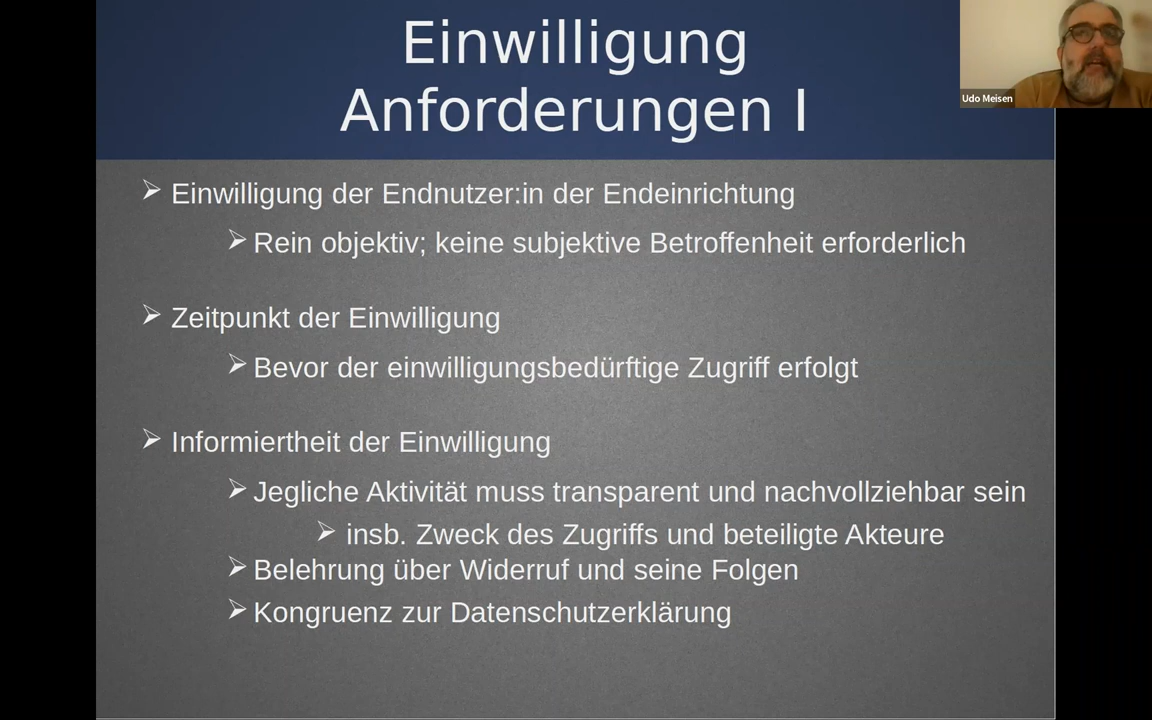 Einwilligung
Anforderungen I
Udo Meisen
➢ Einwilligung der Endnutzer:in der Endeinrichtung
➢ Rein objektiv; keine subjektive Betroffenheit erforderlich
➢ Zeitpunkt der Einwilligung
➢ Bevor der einwilligungsbedürftige Zugriff erfolgt
➢ Informiertheit der Einwilligung
➢ Jegliche Aktivität muss transparent und nachvollziehbar sein
➢ insb. Zweck des Zugriffs und beteiligte Akteure
➢ Belehrung über Widerruf und seine Folgen
➢ Kongruenz zur Datenschutzerklärung